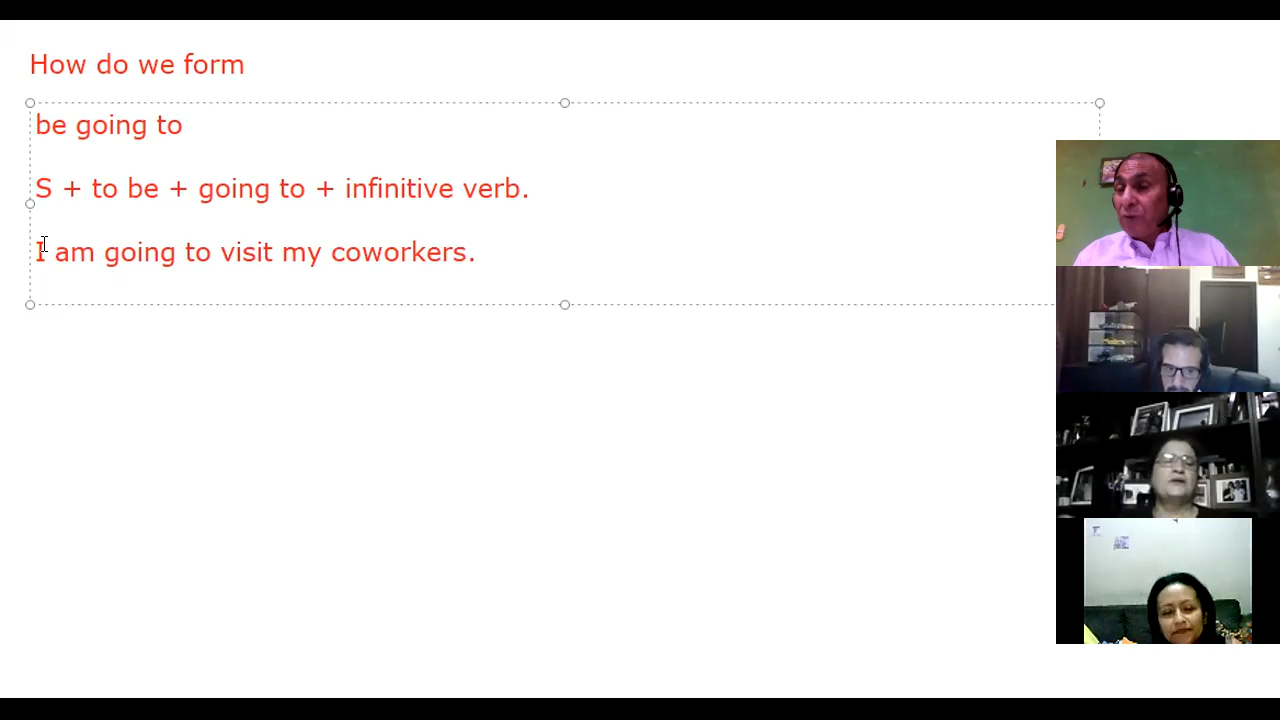 How do we form
be going to
S + to be + going to + infinitive verb.
I am going to visit my coworkers.